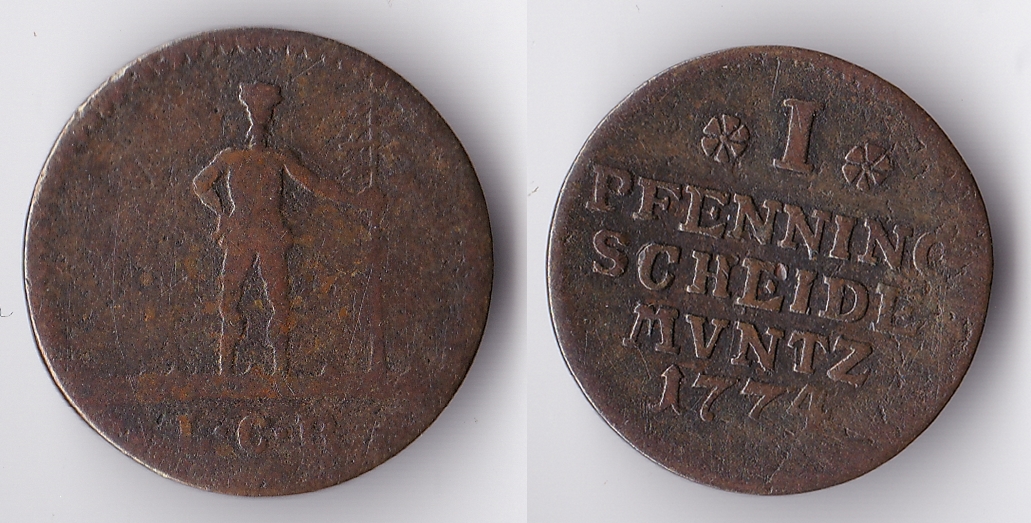 I. C. B.
I
PFENNING
SCHEIDE
MVNTZ
1774